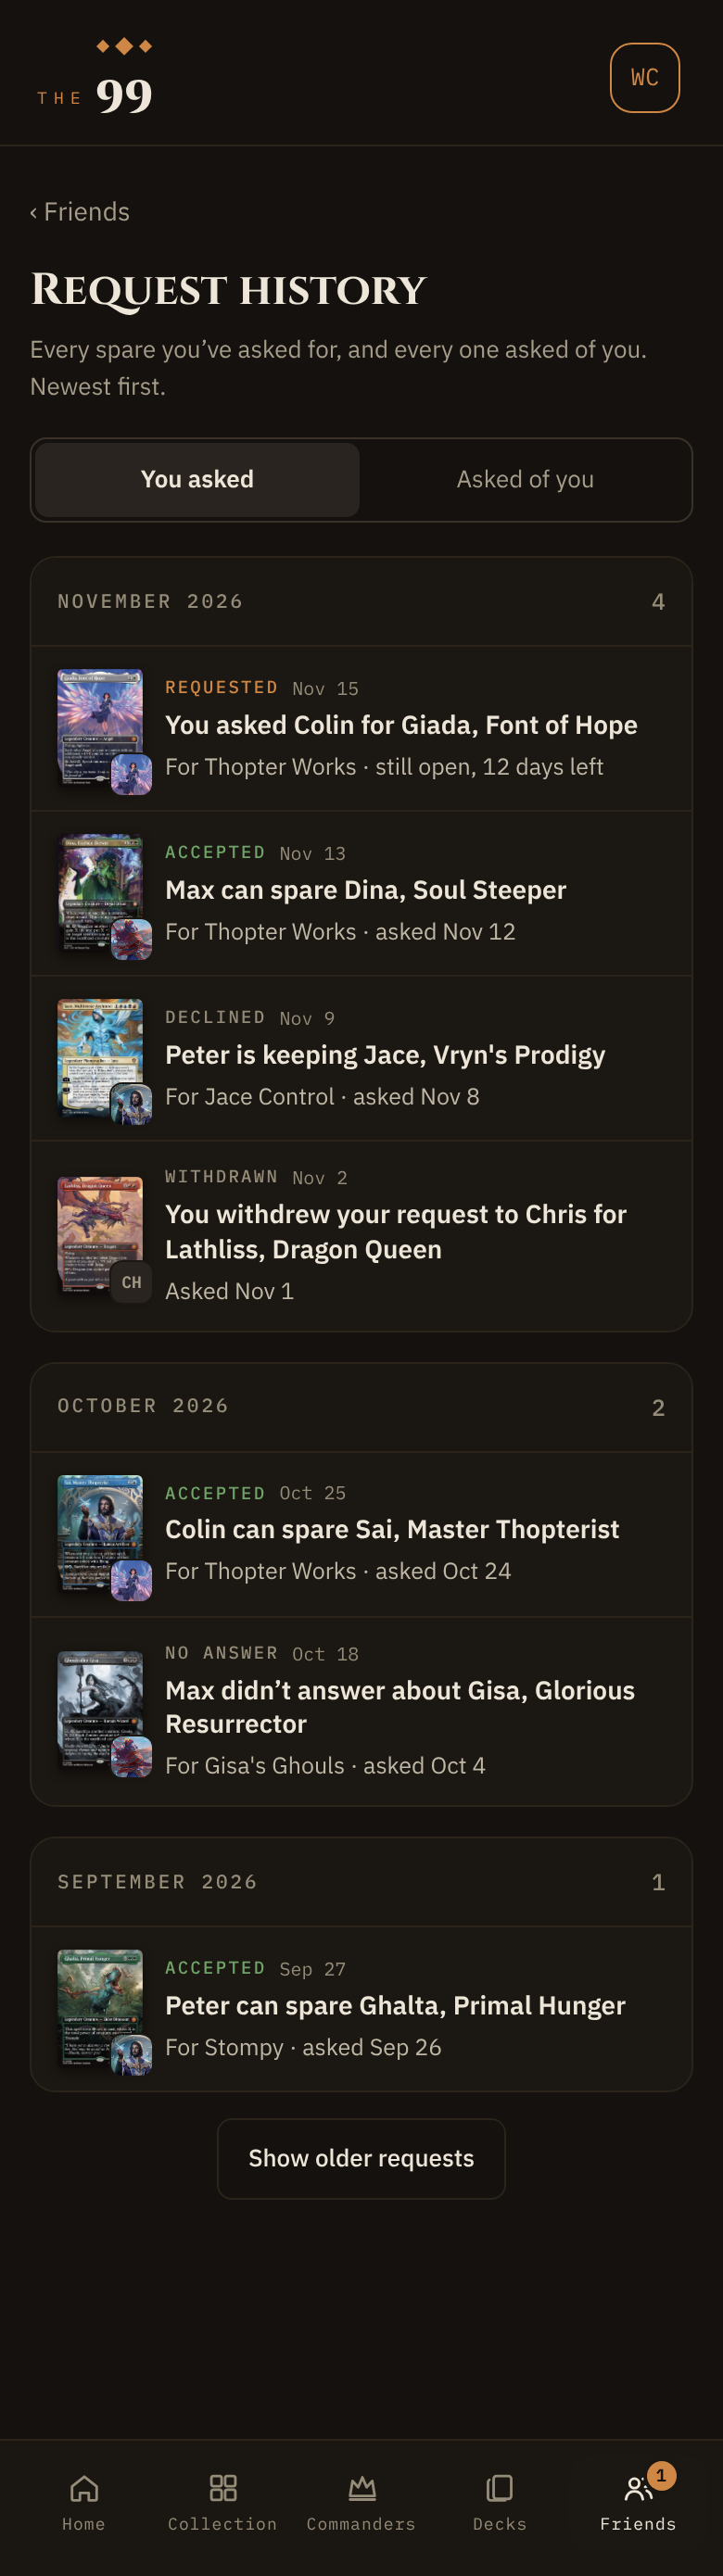 THE 99
WC
‹ Friends
Request history
Every spare you’ve asked for, and every one asked of you.
Newest first.
You asked
Asked of you
NOVEMBER 2026
4
REQUESTED Nov 15
You asked Colin for Giada, Font of Hope
For Thopter Works · still open, 12 days left
ACCEPTED Nov 13
Max can spare Dina, Soul Steeper
For Thopter Works · asked Nov 12
DECLINED Nov 9
Peter is keeping Jace, Vryn's Prodigy
For Jace Control · asked Nov 8
WITHDRAWN Nov 2
You withdrew your request to Chris for
Lathliss, Dragon Queen
Asked Nov 1
CH
OCTOBER 2026
2
ACCEPTED Oct 25
Colin can spare Sai, Master Thopterist
For Thopter Works · asked Oct 24
NO ANSWER Oct 18
Max didn’t answer about Gisa, Glorious
Resurrector
For Gisa's Ghouls · asked Oct 4
SEPTEMBER 2026
1
ACCEPTED Sep 27
Peter can spare Ghalta, Primal Hunger
For Stompy · asked Sep 26
Show older requests
Home
Collection
Commanders
Decks
1
Friends